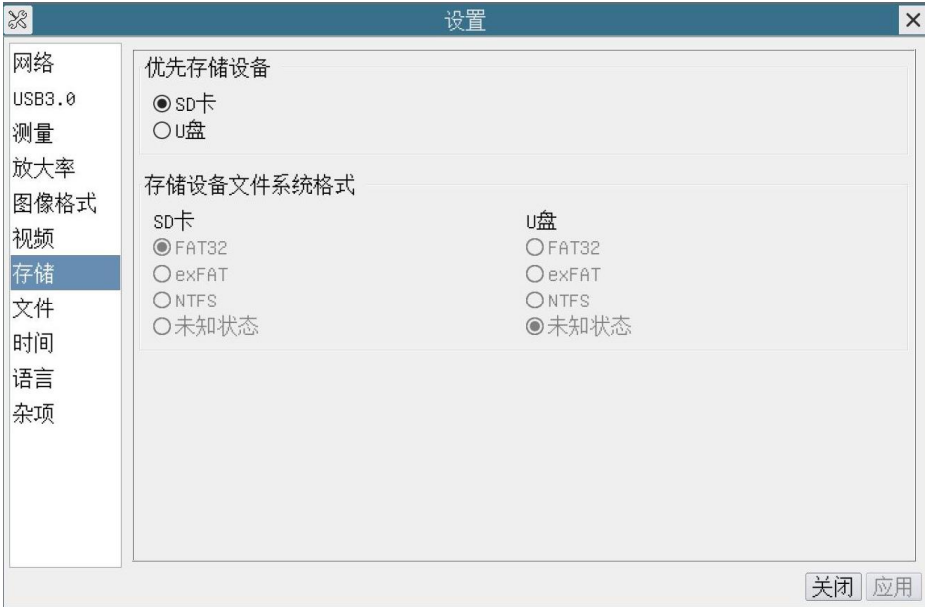 设置
网络
USB3.0
测量
放大率
图像格式
视频
存储
文件
时间
语言
杂项
优先存储设备
SD卡
U盘
存储设备文件系统格式
SD卡
FAT32
exFAT
NTFS
未知状态
U盘
FAT32
exFAT
NTFS
未知状态
关闭
应用